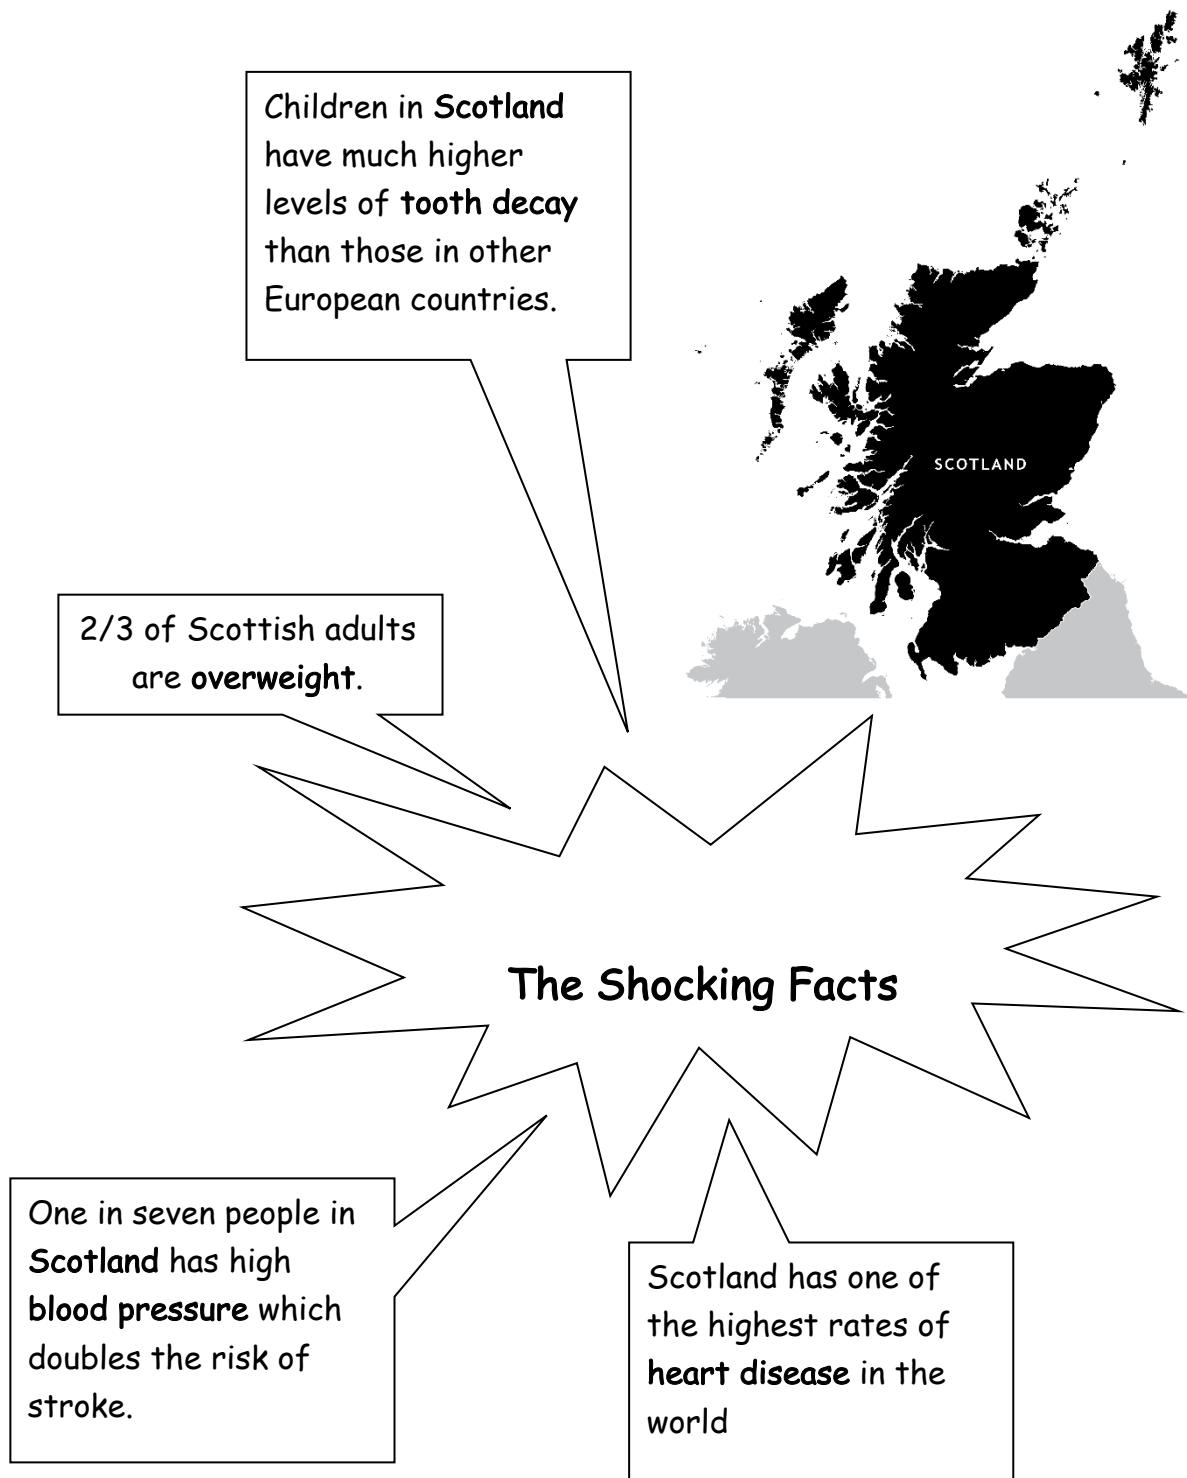 Children in Scotland
have much higher
levels of tooth decay
than those in other
European countries.
SCOTLAND
2/3 of Scottish adults
are overweight.
The Shocking Facts
One in seven people in
Scotland has high
blood pressure which
doubles the risk of
stroke.
Scotland has one of
the highest rates of
heart disease in the
world